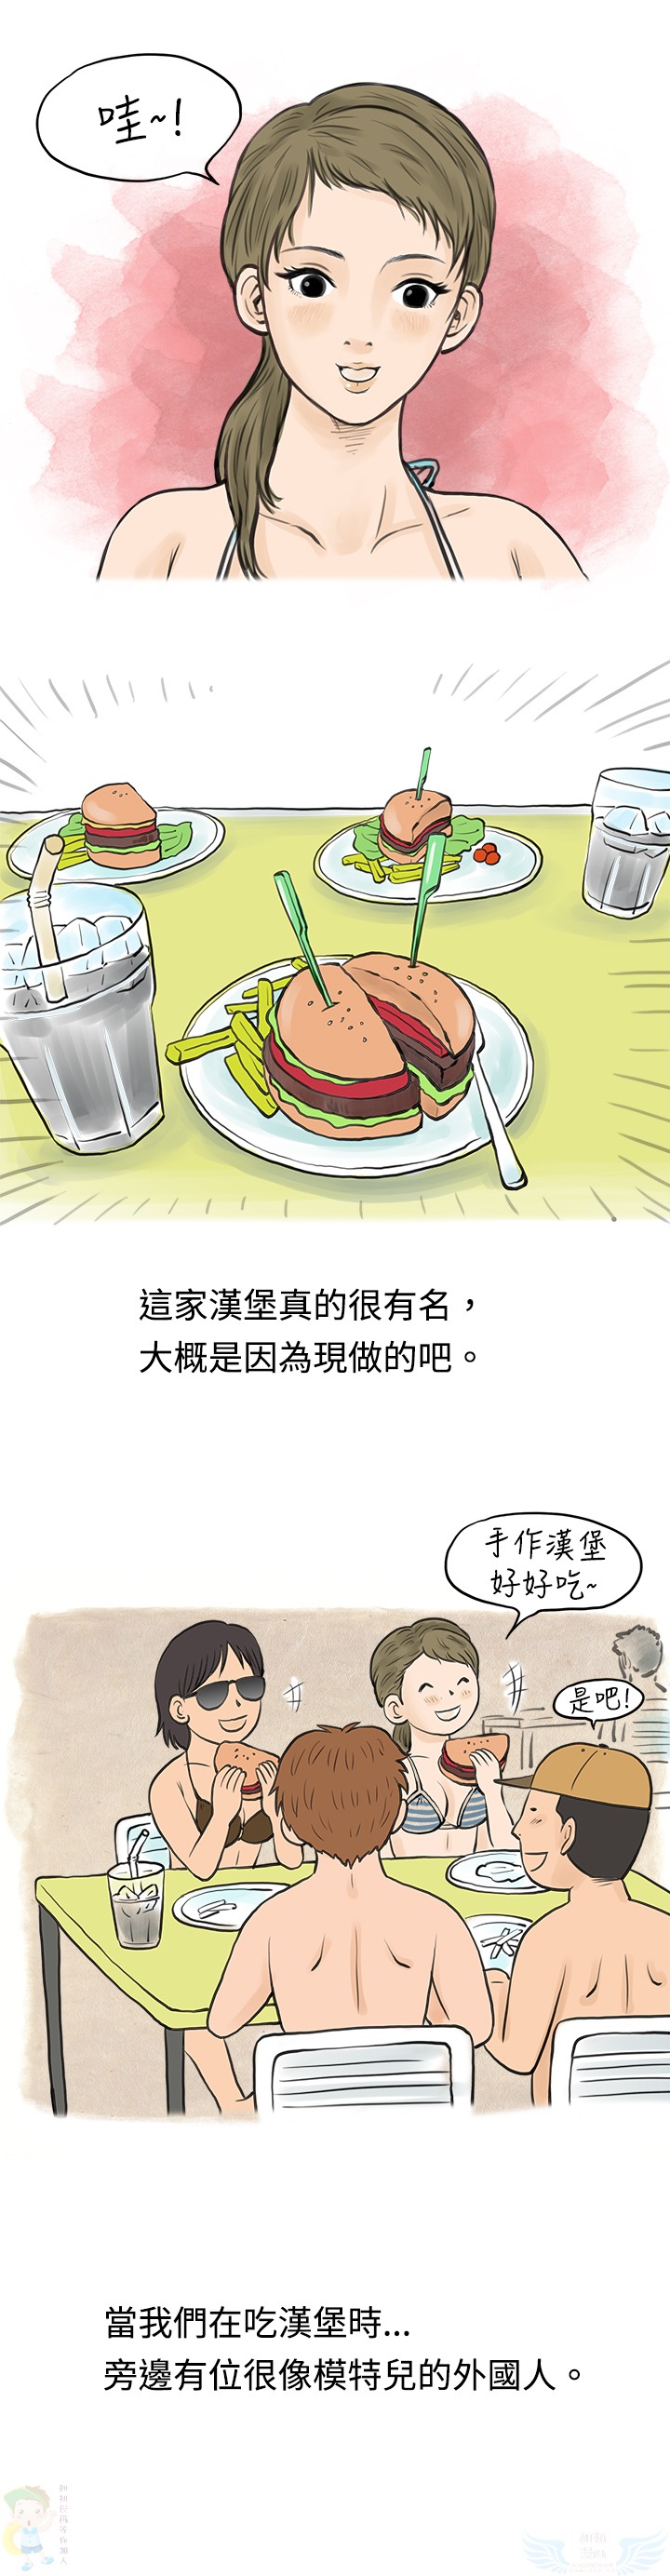 哇~!
這家漢堡真的很有名，
大概是因為現做的吧。
手作漢堡
好好吃~
是吧!
當我們在吃漢堡時...
旁邊有位很像模特兒的外國人。